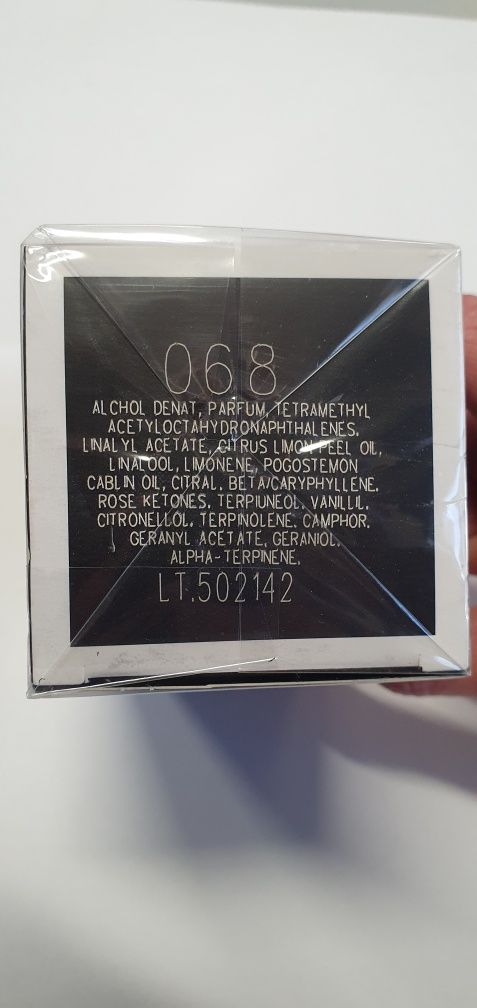 068
ALCHOL DENAT, PARFUM, TETRAMETHYL
ACETYLOCTAHYDRONAPHTHALENES,
LINALYL ACETATE, CITRUS LIMON PEEL OIL,
LINALOOL, LIMONENE, POGOSTEMON
CABLIN OIL, CITRAL, BETA/CARYPHYLLENE,
ROSE KETONES, TERPIUNEOL, VANILLIL,
CITRONELLOL, TERPINOLENE, CAMPHOR,
GERANYL ACETATE, GERANIOL,
ALPHA-TERPINENE,
LT.502142